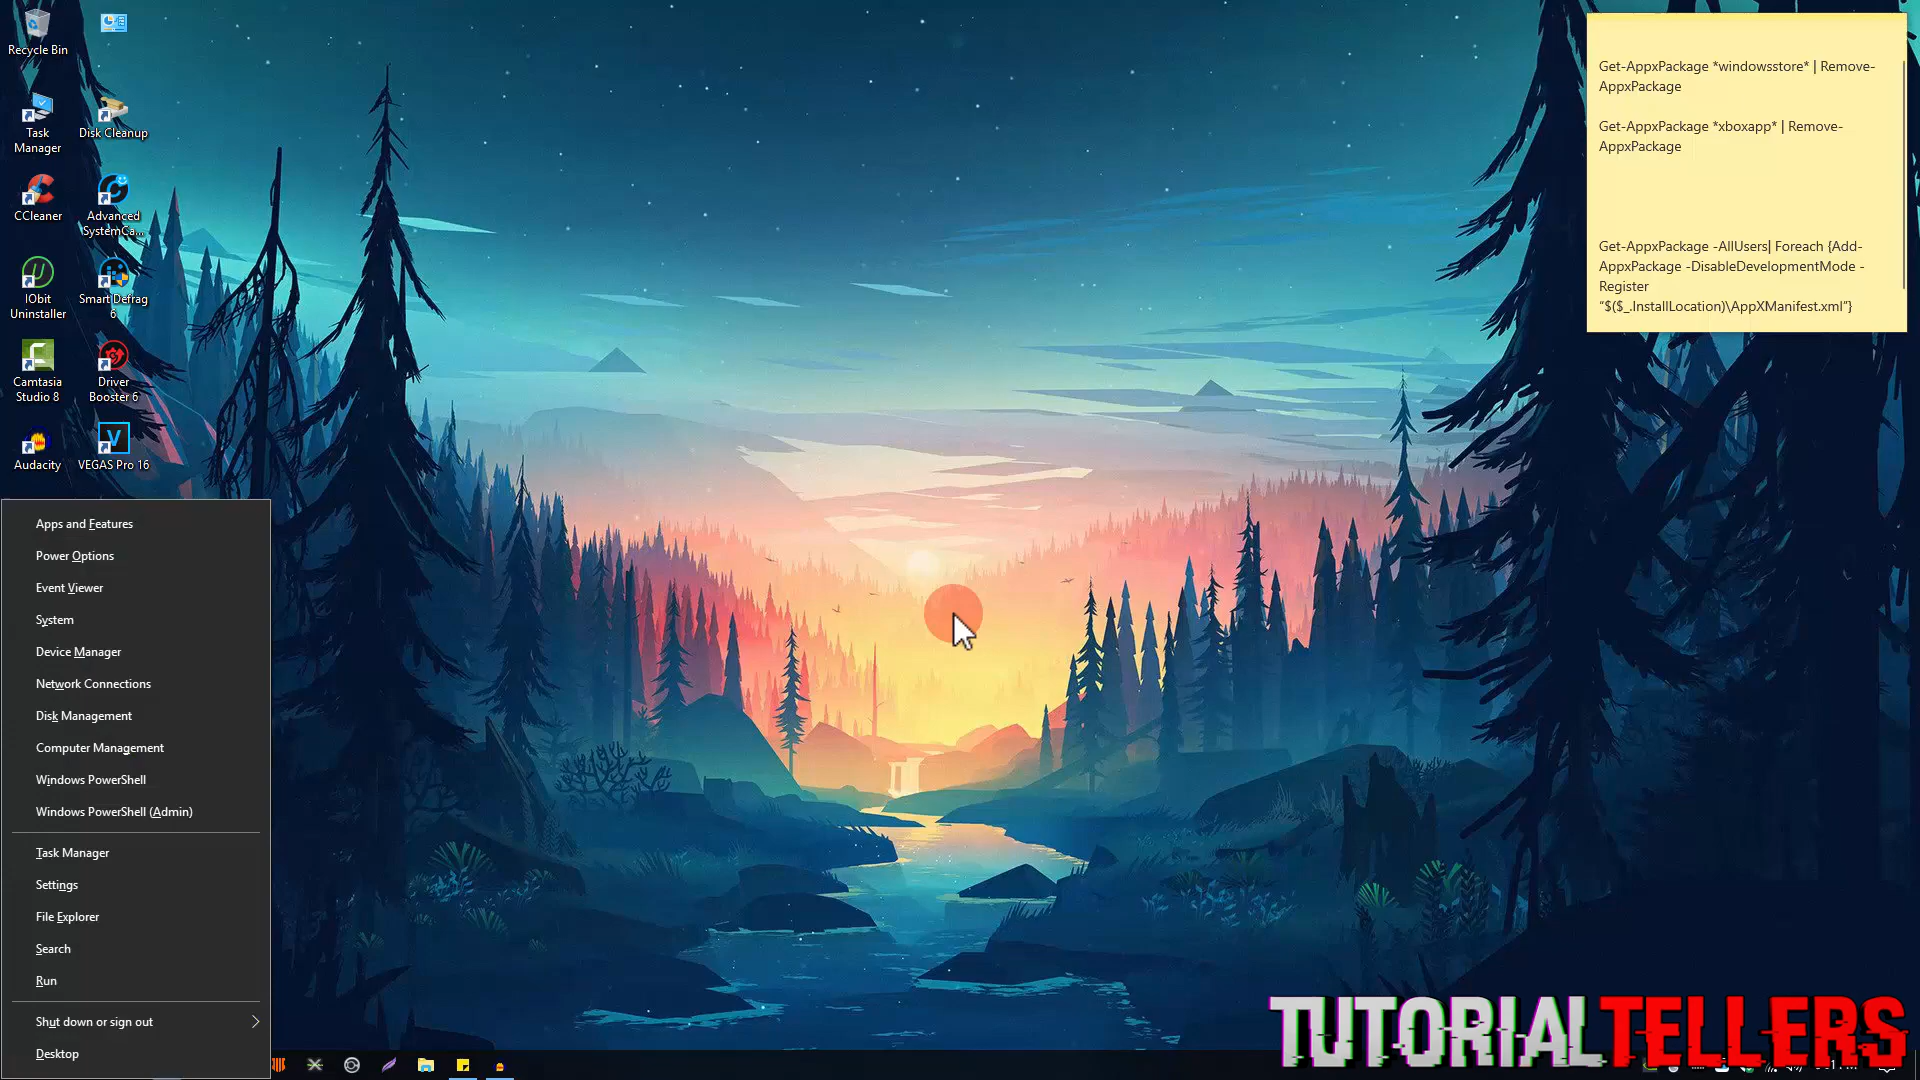 Recycle Bin
Task
Manager
Disk Cleanup
CCleaner
Advanced
SystemCa...
IObit
Uninstaller
Smart Defrag
6
Camtasia
Studio 8
Driver
Booster 6
Audacity
VEGAS Pro 16
Get-AppxPackage *windowsstore* | Remove-
AppxPackage
Get-AppxPackage *xboxapp* | Remove-
AppxPackage
Get-AppxPackage -AllUsers| Foreach {Add-
AppxPackage -DisableDevelopmentMode -
Register
“$($_.InstallLocation)\AppXManifest.xml”}
Apps and Features
Power Options
Event Viewer
System
Device Manager
Network Connections
Disk Management
Computer Management
Windows PowerShell
Windows PowerShell (Admin)
Task Manager
Settings
File Explorer
Search
Run
Shut down or sign out
Desktop
TUTORIALTELLERS